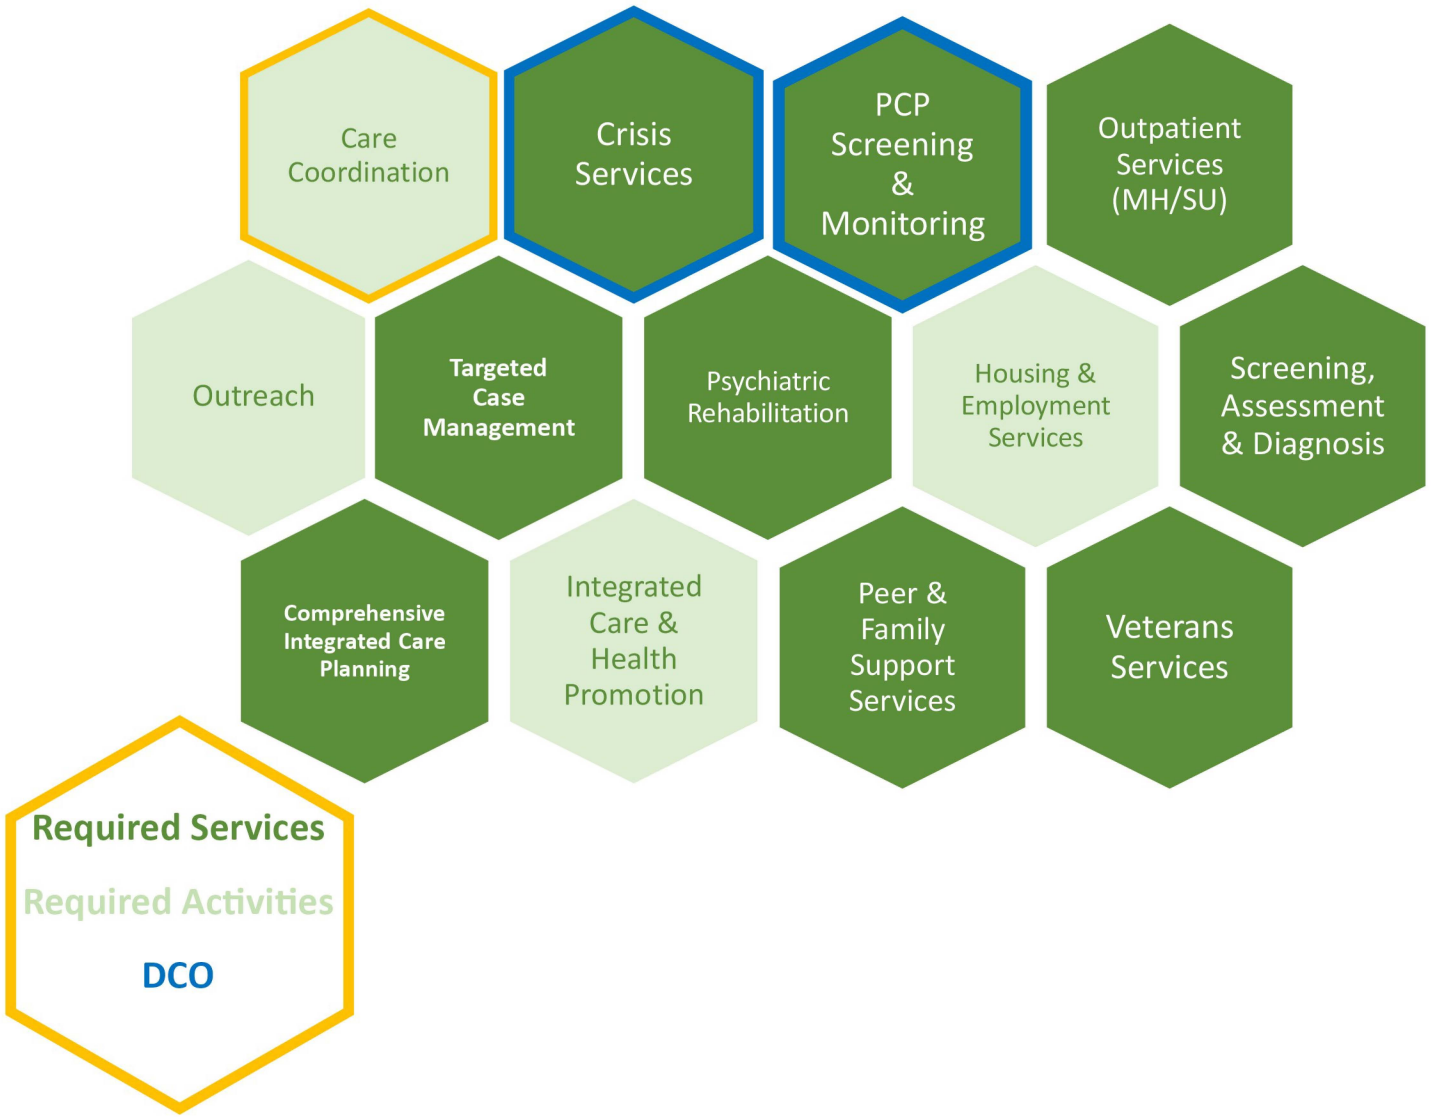 Care
Coordination
Crisis
Services
PCP
Screening
&
Monitoring
Outpatient
Services
(MH/SU)
Outreach
Targeted
Case
Management
Psychiatric
Rehabilitation
Housing &
Employment
Services
Screening,
Assessment
& Diagnosis
Comprehensive
Integrated Care
Planning
Integrated
Care &
Health
Promotion
Peer &
Family
Support
Services
Veterans
Services
Required Services
Required Activities
DCO